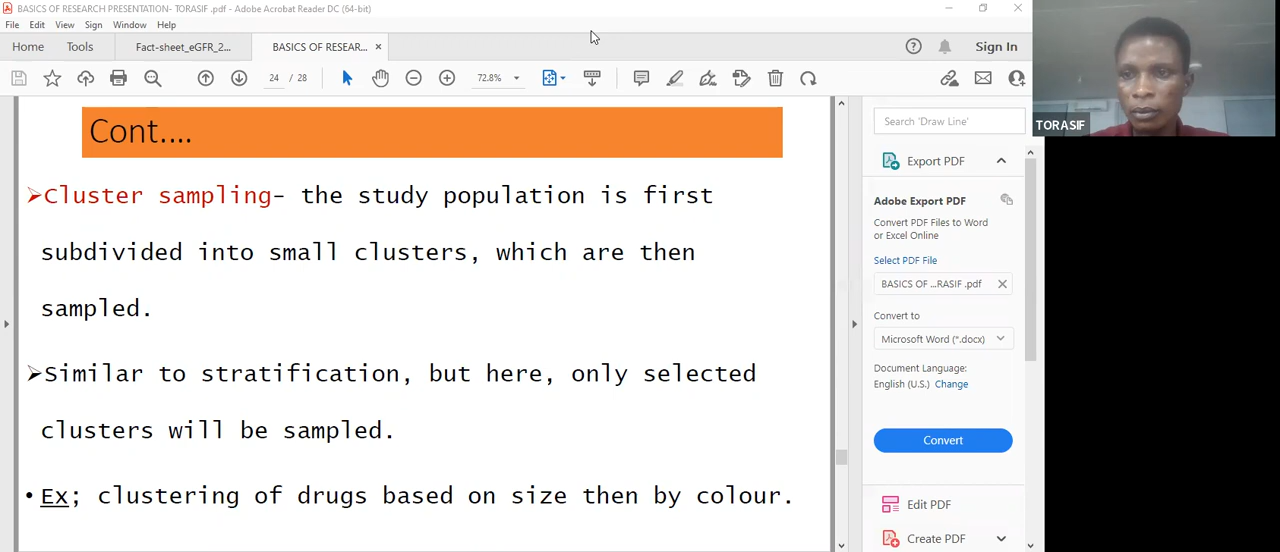 BASICS OF RESEARCH PRESENTATION- TORASIF .pdf - Adobe Acrobat Reader DC (64-bit)
File Edit View Sign Window Help
Home Tools Fact-sheet_eGFR_2... BASICS OF RESEAR... × Sign In
24 / 28 72.8%
Cont....
Cluster sampling- the study population is first
subdivided into small clusters, which are then
sampled.
Similar to stratification, but here, only selected
clusters will be sampled.
• Ex; clustering of drugs based on size then by colour.
Search 'Draw Line'
Export PDF
Adobe Export PDF
Convert PDF Files to Word
or Excel Online
Select PDF File
BASICS OF ...RASIF .pdf
Convert to
Microsoft Word (*.docx)
Document Language:
English (U.S.) Change
Convert
Edit PDF
Create PDF
TORASIF